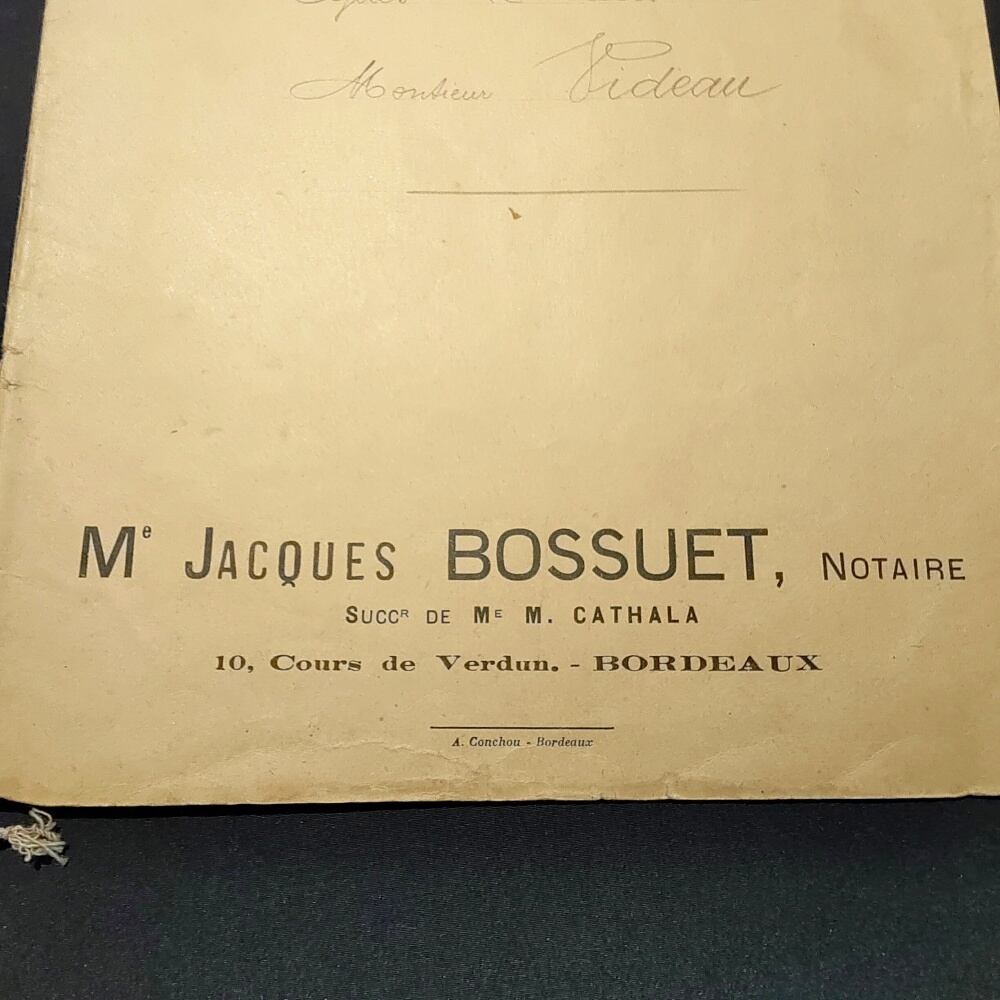 Monsieur Videau
Me JACQUES BOSSUET, NOTAIRE
SUCCR DE ME M. CATHALA
10, Cours de Verdun. - BORDEAUX
A. Conchou - Bordeaux